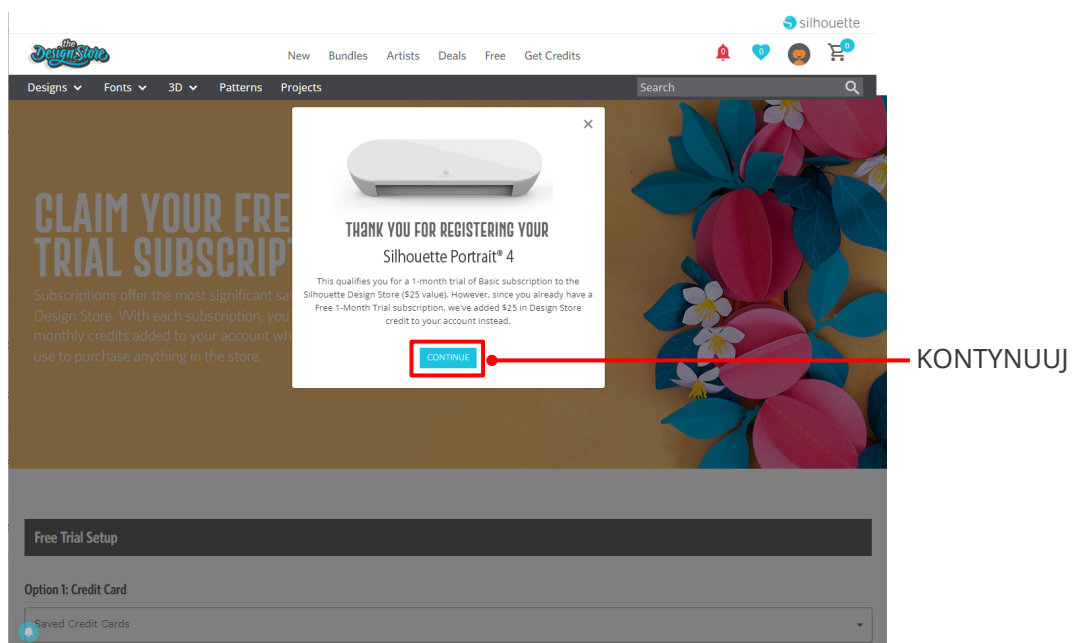 silhouette
the
Design Store
New Bundles Artists Deals Free Get Credits
0 0 0
Designs Fonts 3D Patterns Projects
Search
CLAIM YOUR FRE
TRIAL SUBSCRIP
Subscriptions offer the most significant sa
Design Store. With each subscription, you'
monthly credits added to your account wh
use to purchase anything in the store.
×
THANK YOU FOR REGISTERING YOUR
Silhouette Portrait® 4
This qualifies you for a 1-month trial of Basic subscription to the
Silhouette Design Store ($25 value). However, since you already have a
Free 1-Month Trial subscription, we've added $25 in Design Store
credit to your account instead.
CONTINUE
KONTYNUUJ
Free Trial Setup
Option 1: Credit Card
Saved Credit Cards